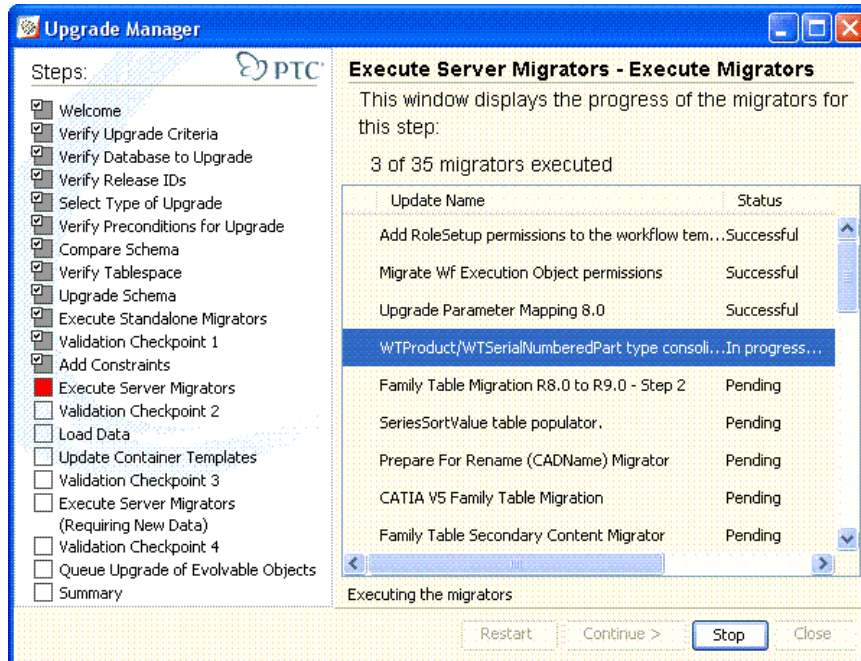 Upgrade Manager
Steps:
PTC
Welcome
Verify Upgrade Criteria
Verify Database to Upgrade
Verify Release IDs
Select Type of Upgrade
Verify Preconditions for Upgrade
Compare Schema
Verify Tablespace
Upgrade Schema
Execute Standalone Migrators
Validation Checkpoint 1
Add Constraints
Execute Server Migrators
Validation Checkpoint 2
Load Data
Update Container Templates
Validation Checkpoint 3
Execute Server Migrators
(Requiring New Data)
Validation Checkpoint 4
Queue Upgrade of Evolvable Objects
Summary
Execute Server Migrators - Execute Migrators
This window displays the progress of the migrators for
this step:
3 of 35 migrators executed
Update Name Status
Add RoleSetup permissions to the workflow tem... Successful
Migrate Wf Execution Object permissions Successful
Upgrade Parameter Mapping 8.0 Successful
WTProduct/WTSerialNumberedPart type consoli... In progress...
Family Table Migration R8.0 to R9.0 - Step 2 Pending
SeriesSortValue table populator. Pending
Prepare For Rename (CADName) Migrator Pending
CATIA V5 Family Table Migration Pending
Family Table Secondary Content Migrator Pending
Executing the migrators
Restart Continue > Stop Close